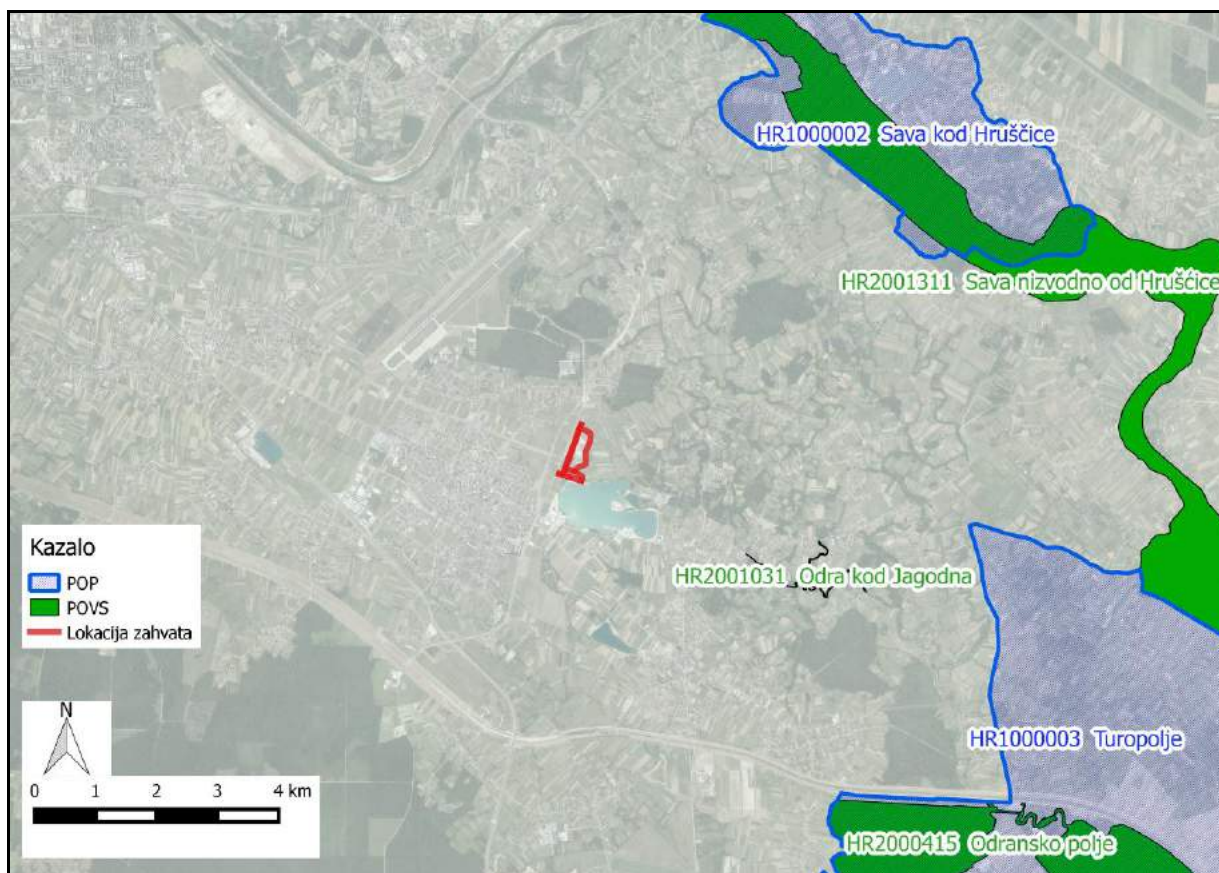 HR1000002 Sava kod Hruščice
HR2001311 Sava nizvodno od Hrušćice
HR2001031 Odra kod Jagodna
HR1000003 Turopolje
HR2000415 Odransko polje
Kazalo
POP
POVS
Lokacija zahvata
N
0 1 2 3 4 km